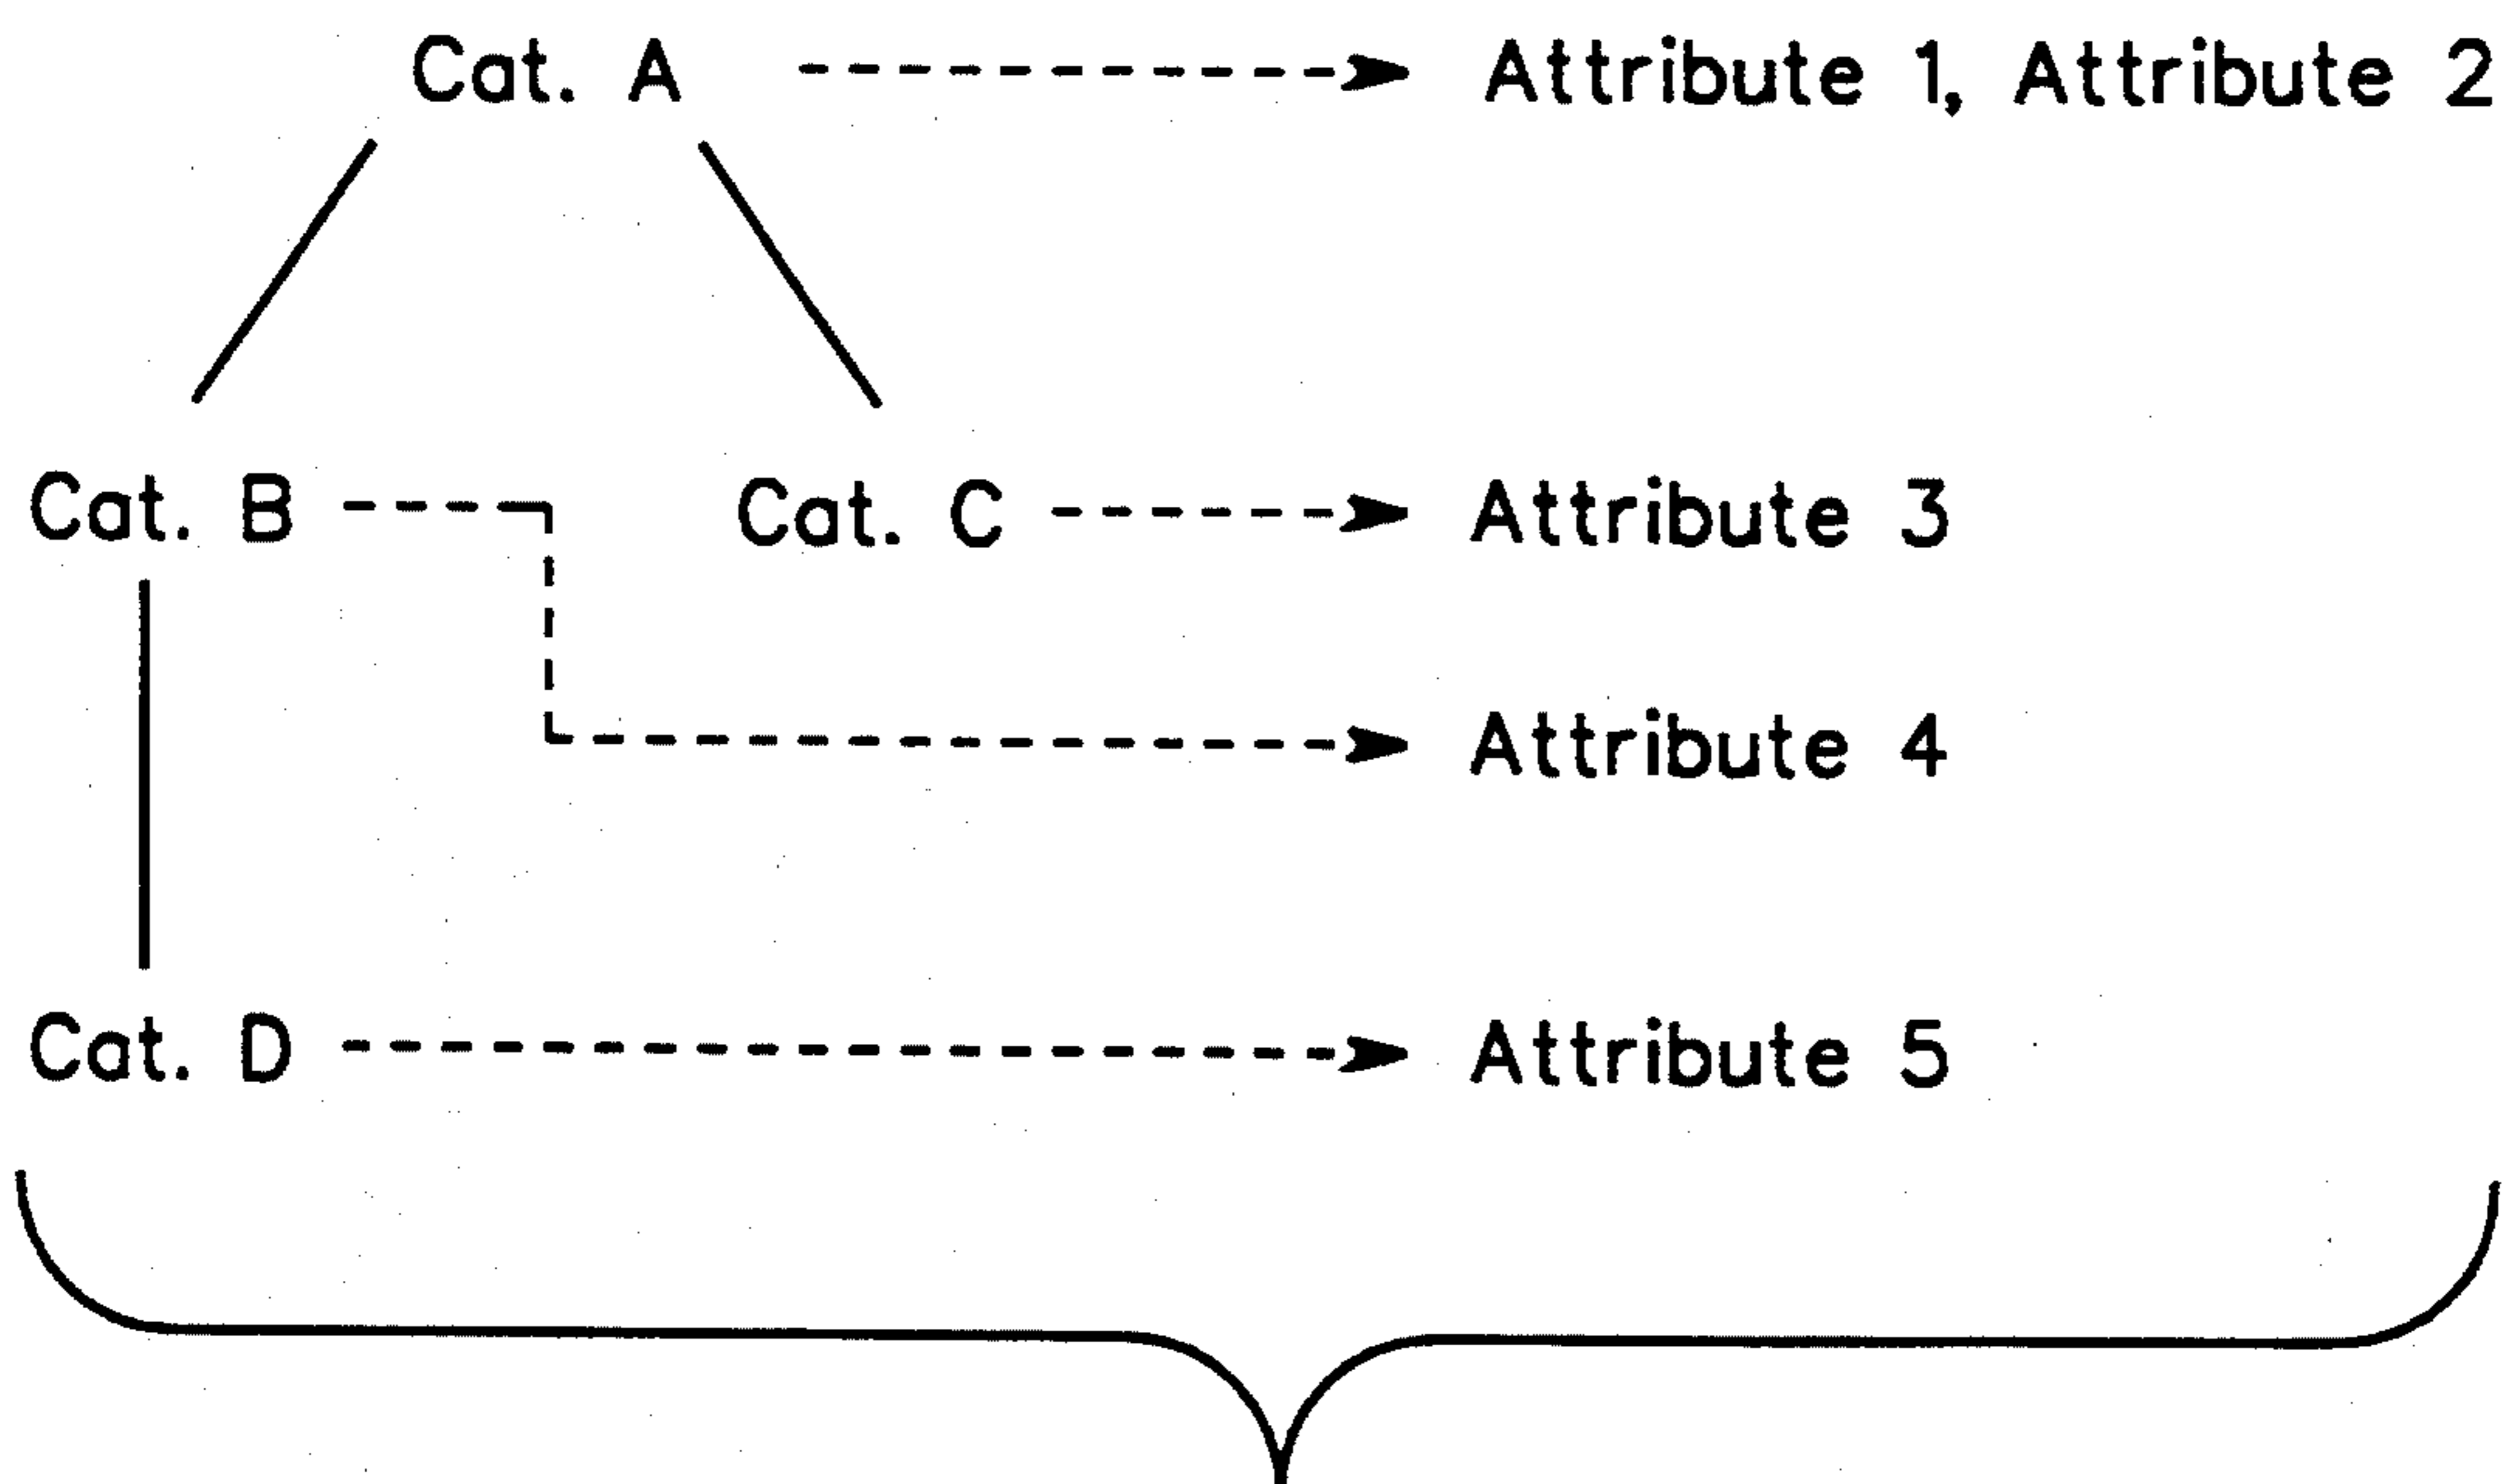 Cat. A Attribute 1, Attribute 2
Cat. B Cat. C Attribute 3
Attribute 4
Cat. D Attribute 5